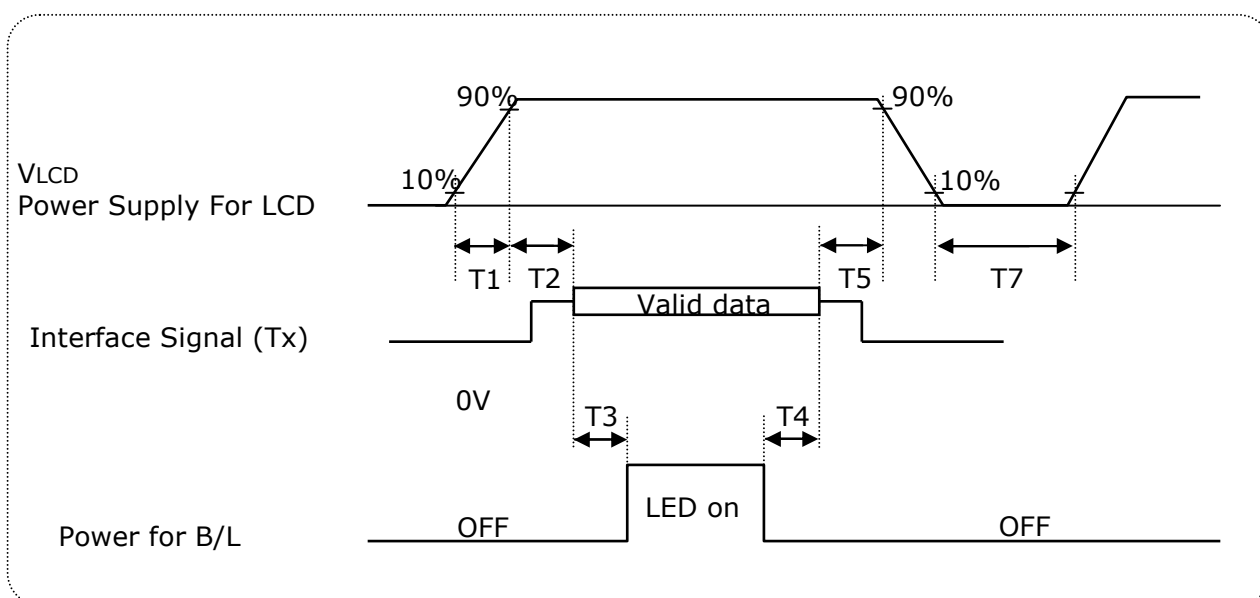 90%
90%
VLCD
10%
10%
Power Supply For LCD
T1
T2
T5
T7
Valid data
Interface Signal (Tx)
0V
T3
T4
LED on
Power for B/L
OFF
OFF